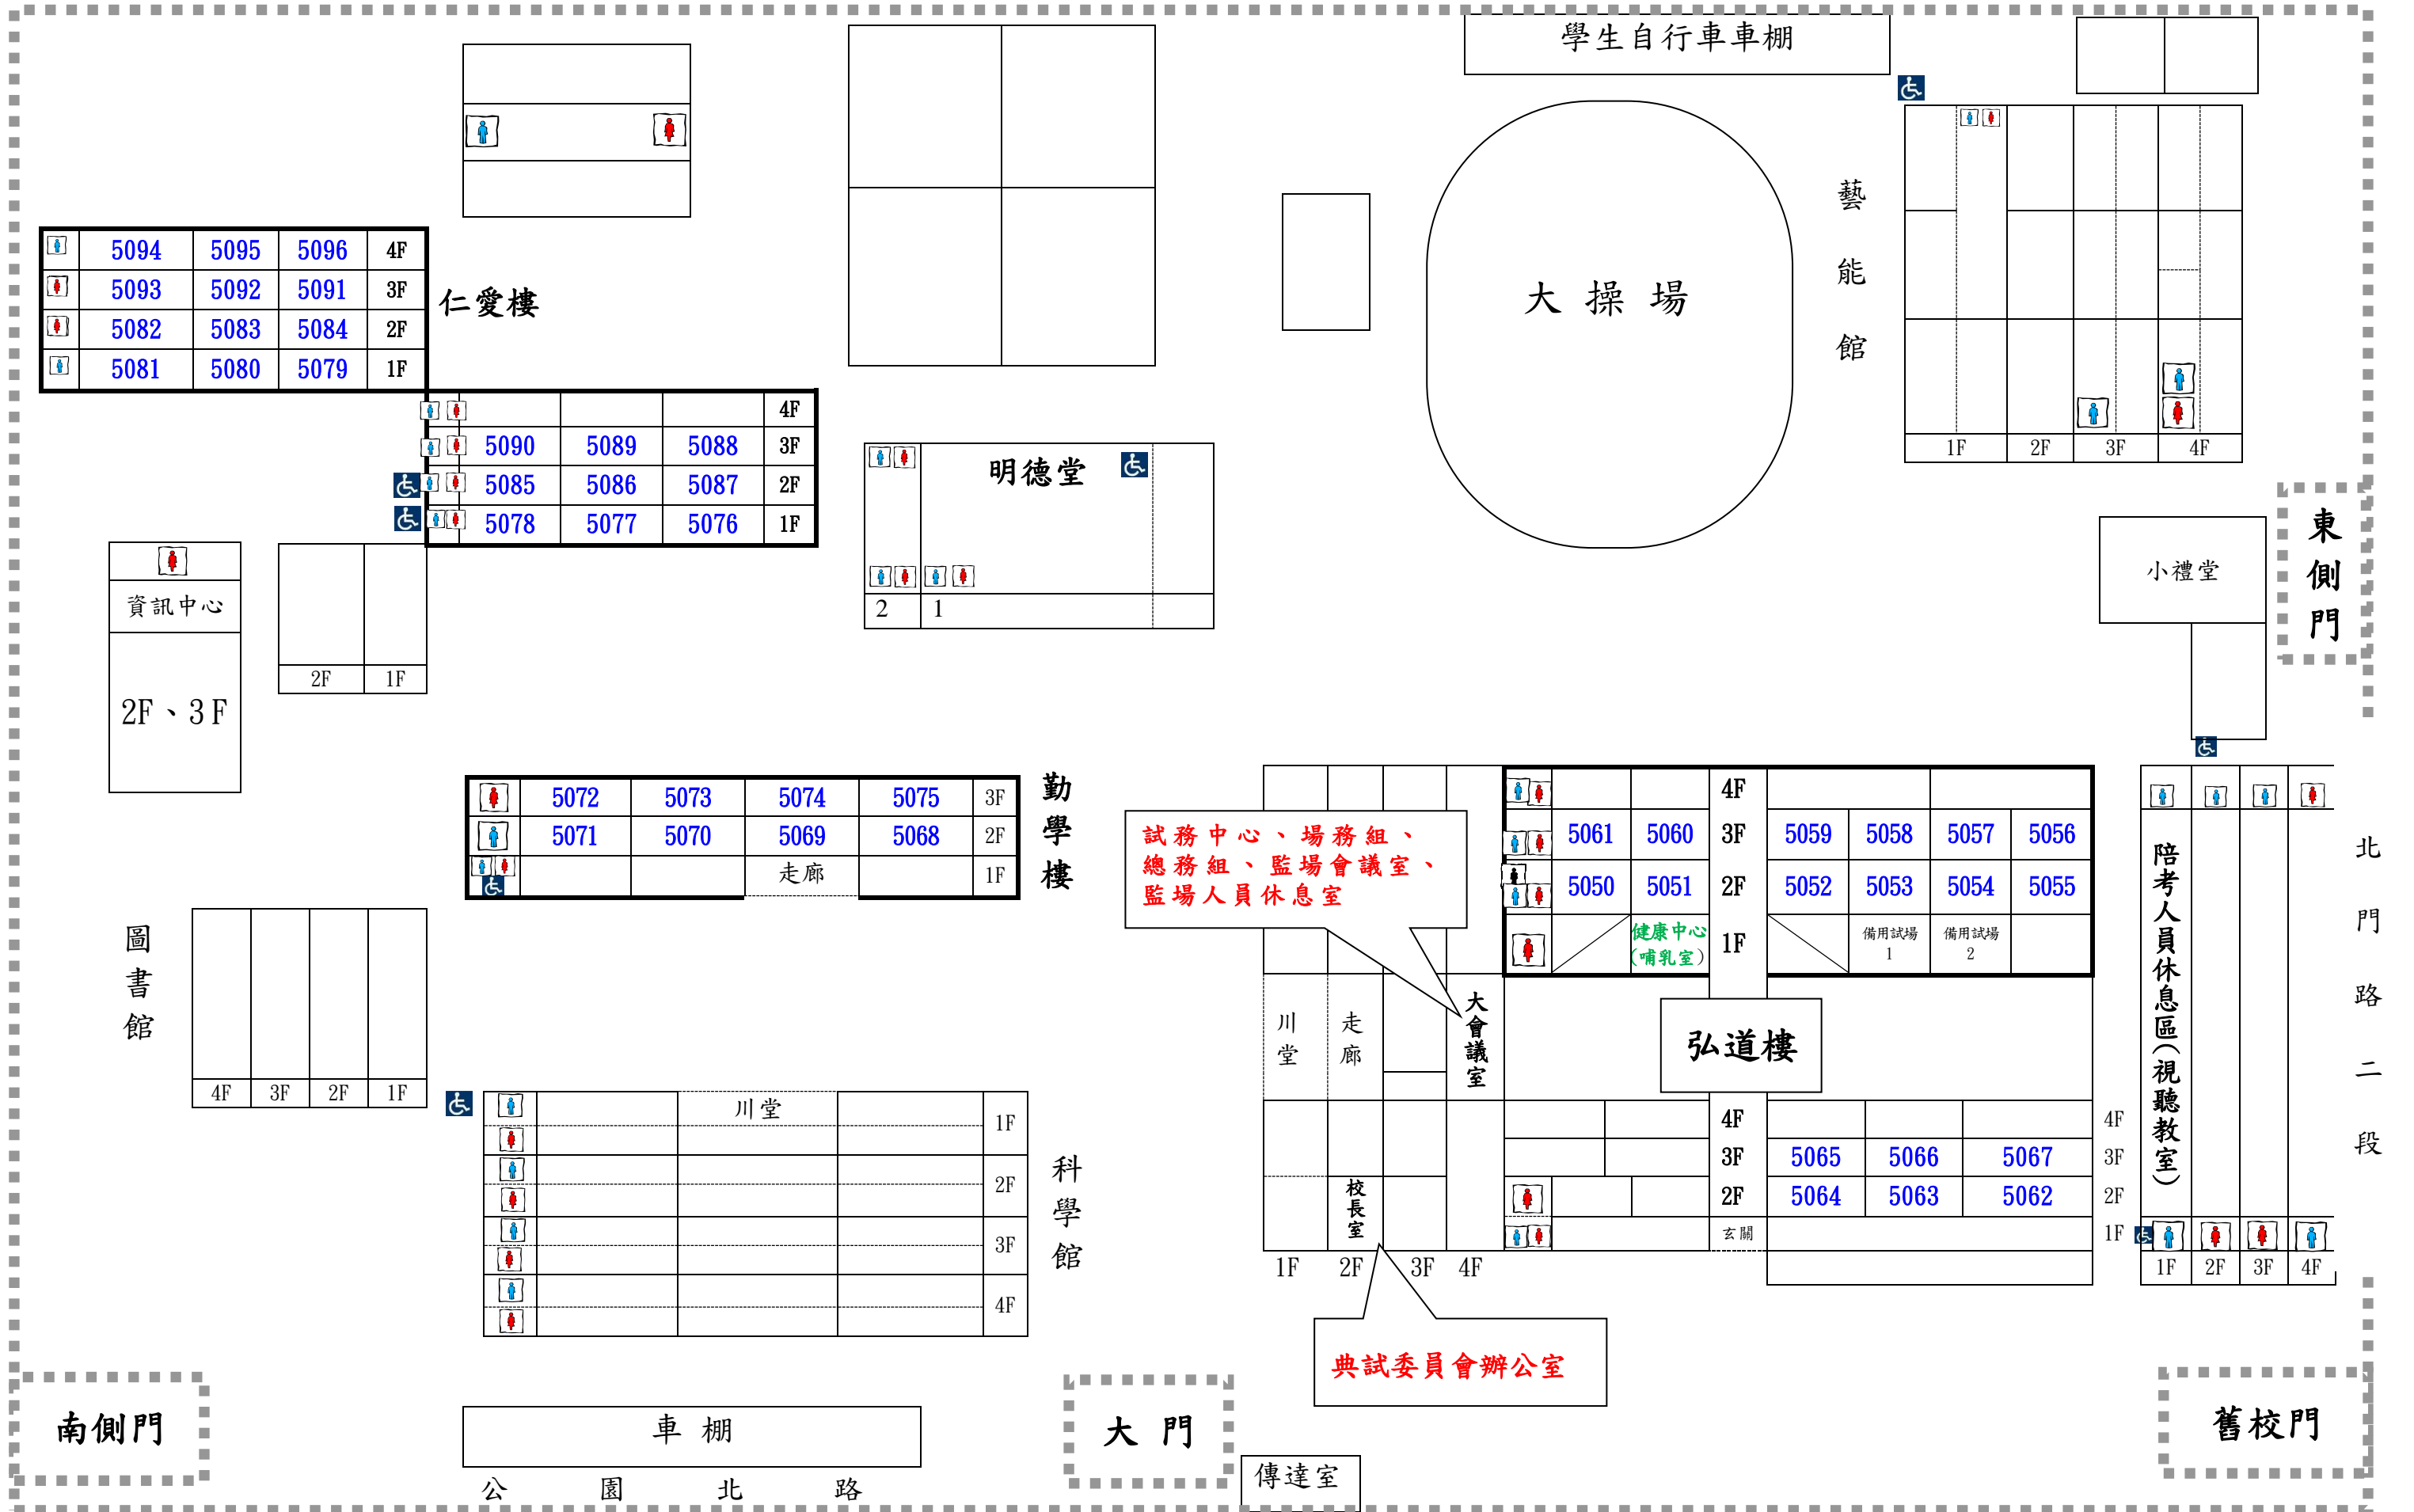 學生自行車車棚
大 操 場
藝
能
館
5094 5095 5096 4F
5093 5092 5091 3F
5082 5083 5084 2F
5081 5080 5079 1F
仁愛樓
4F
5090 5089 5088 3F
5085 5086 5087 2F
5078 5077 5076 1F
明德堂
2 1
1F 2F 3F 4F
東
側
門
小禮堂
資訊中心
2F、3F
2F 1F
5072 5073 5074 5075 3F
5071 5070 5069 5068 2F
走廊 1F
勤
學
樓
試務中心、場務組、
總務組、監場會議室、
監場人員休息室
4F
5061 5060 3F 5059 5058 5057 5056
5050 5051 2F 5052 5053 5054 5055
健康中心
(哺乳室)
1F
備用試場
1
備用試場
2
陪考人員休息區(視聽教室)
北
門
路
二
段
圖
書
館
4F 3F 2F 1F
川
堂
走
廊
大
會
議
室
弘道樓
川堂 1F
2F
3F
4F
科
學
館
4F 4F
3F 5065 5066 5067 3F
2F 5064 5063 5062 2F
玄關 1F
校
長
室
1F 2F 3F 4F
1F 2F 3F 4F
典試委員會辦公室
南側門
車 棚
大 門
舊校門
傳達室
公 園 北 路